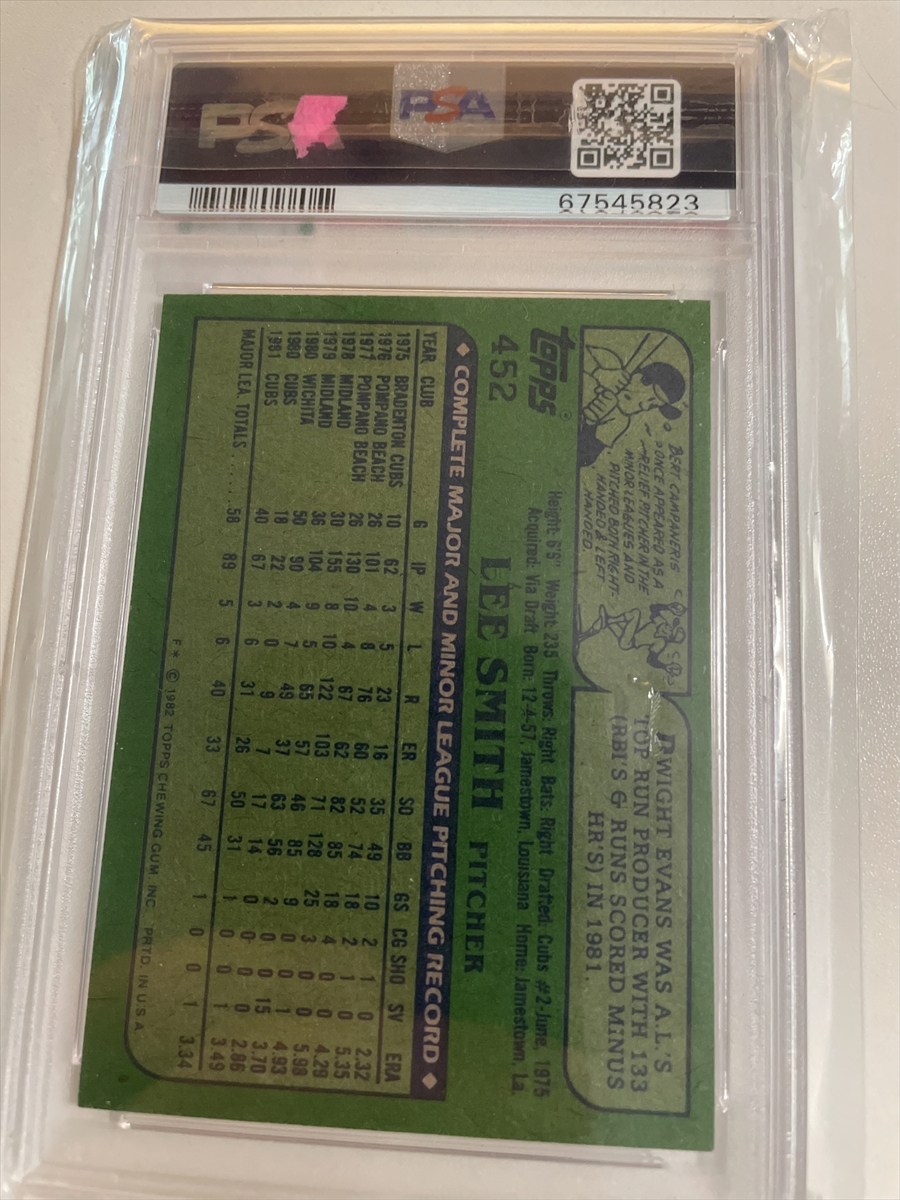 PSA
PSA
67545823
BERT CAMPANERIS
ONCE APPEARED AS A
RELIEF PITCHER IN THE
MINOR LEAGUES AND
PITCHED BOTH RIGHT-
HANDED & LEFT
HANDED.
DWIGHT EVANS WAS A.L.'S
TOP RUN PRODUCER WITH 133
(RBI'S & RUNS SCORED MINUS
HR'S) IN 1981.
topps®
452
Height: 6'5" Weight: 235 Throws: Right Bats: Right Drafted: Cubs #2-June, 1975
Acquired: Via Draft Born: 12-4-57, Jamestown, Louisiana Home: Jamestown, La.
LEE SMITH PITCHER
◆ COMPLETE MAJOR AND MINOR LEAGUE PITCHING RECORD ◆
YEAR CLUB G IP W L R ER SO BB GS CG SHO SV ERA
1975 BRADENTON CUBS 10 62 3 5 23 16 35 49 10 2 1 0 2.32
1976 POMPANO BEACH 26 101 4 8 76 60 52 74 18 2 1 0 5.35
1977 POMPANO BEACH 26 130 10 4 67 62 82 85 18 4 0 0 4.29
1978 MIDLAND 30 155 8 10 122 103 71 128 25 3 0 0 5.98
1979 MIDLAND 36 104 9 5 65 57 46 85 9 0 0 1 4.93
1980 WICHITA 50 90 4 7 49 37 63 56 2 0 0 15 3.70
1980 CUBS 18 22 2 0 9 7 17 14 0 0 0 0 2.86
1981 CUBS 40 67 3 6 31 26 50 31 1 0 0 1 3.49
MAJOR LEA. TOTALS ..... 58 89 5 6 40 33 67 45 1 0 0 1 3.34
F* © 1982 TOPPS CHEWING GUM, INC. PRTD. IN U.S.A.